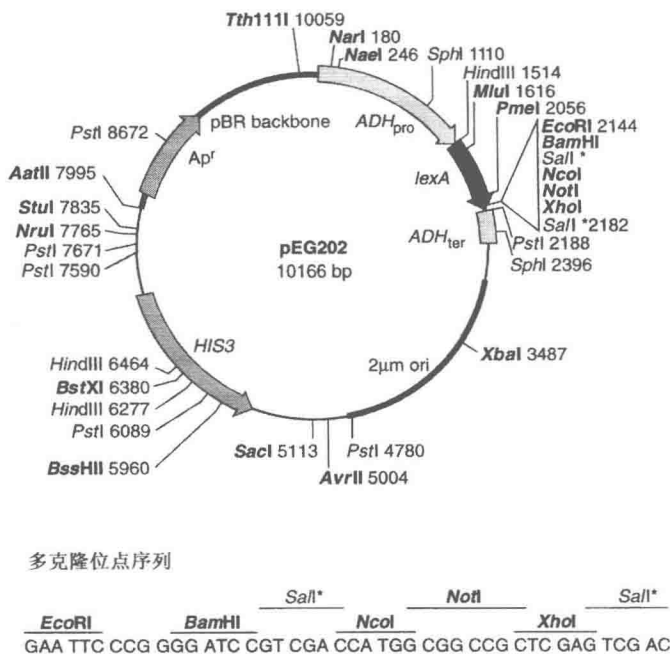 Tth111I 10059
NarI 180
NaeI 246
SphI 1110
HindIII 1514
MluI 1616
PmeI 2056
EcoRI 2144
BamHI
SalI *
NcoI
NotI
XhoI
SalI *2182
PstI 2188
SphI 2396
ADHpro
lexA
ADHter
pBR backbone
Apr
PstI 8672
AatII 7995
StuI 7835
NruI 7765
PstI 7671
PstI 7590
pEG202
10166 bp
XbaI 3487
2μm ori
HIS3
HindIII 6464
BstXI 6380
HindIII 6277
PstI 6089
BssHII 5960
SacI 5113
PstI 4780
AvrII 5004
多克隆位点序列
SalI* NotI SalI*
EcoRI BamHI NcoI XhoI
GAA TTC CCG GGG ATC CGT CGA CCA TGG CGG CCG CTC GAG TCG AC